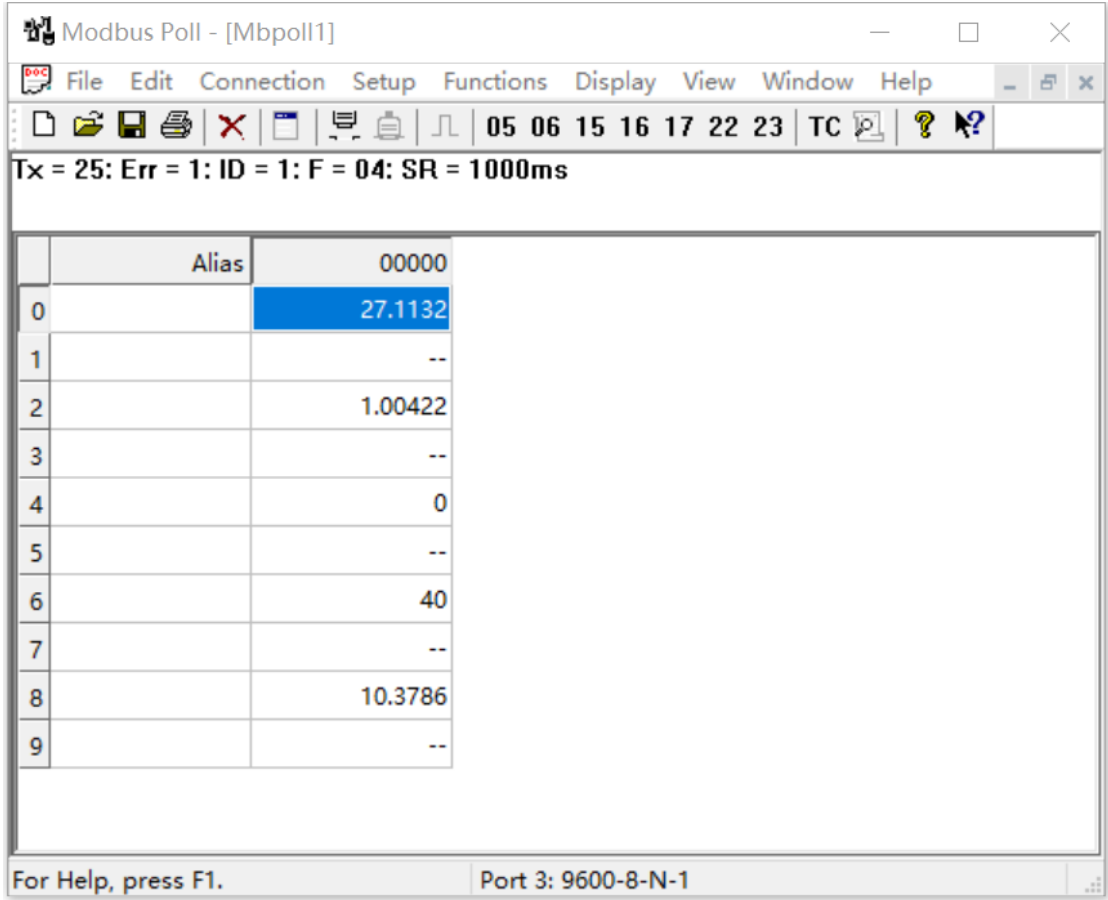 Modbus Poll - [Mbpoll1]
DOC File Edit Connection Setup Functions Display View Window Help
05 06 15 16 17 22 23 TC ? ?
Tx = 25: Err = 1: ID = 1: F = 04: SR = 1000ms
Alias 00000
0 27.1132
1 --
2 1.00422
3 --
4 0
5 --
6 40
7 --
8 10.3786
9 --
For Help, press F1. Port 3: 9600-8-N-1